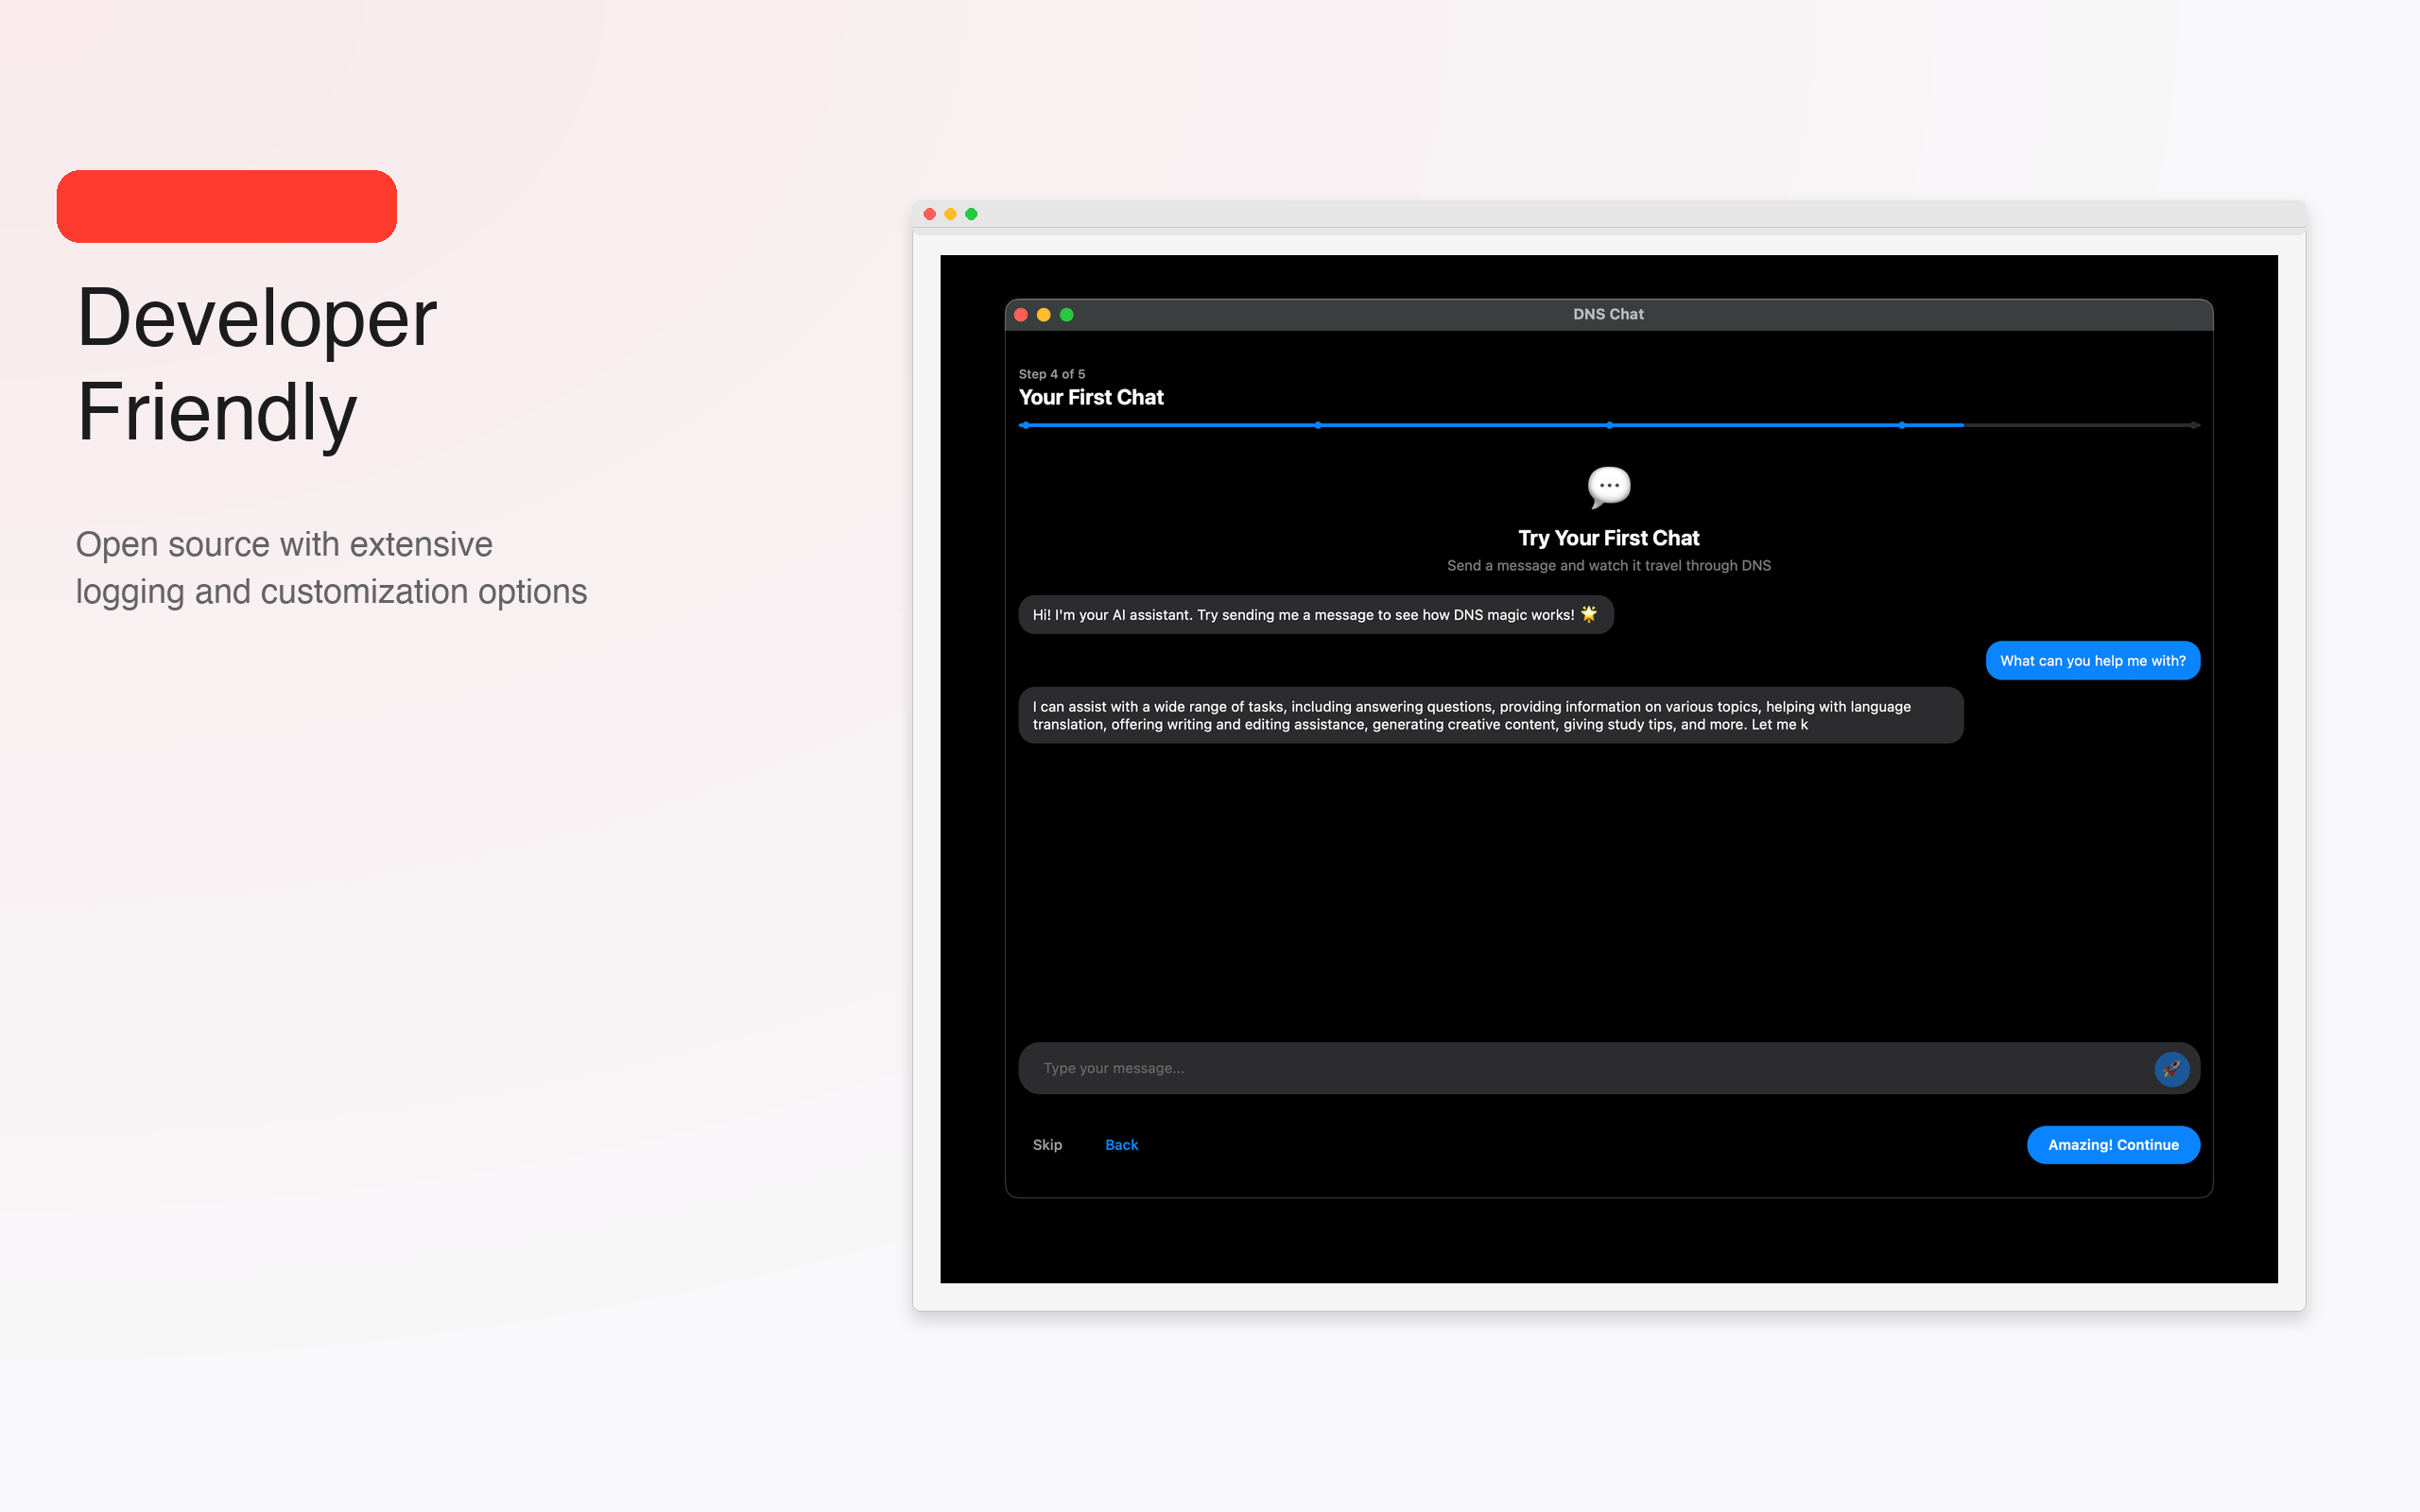 Developer
Friendly
Open source with extensive
logging and customization options
DNS Chat
Step 4 of 5
Your First Chat
Try Your First Chat
Send a message and watch it travel through DNS
Hi! I'm your AI assistant. Try sending me a message to see how DNS magic works! 🌟
What can you help me with?
I can assist with a wide range of tasks, including answering questions, providing information on various topics, helping with language
translation, offering writing and editing assistance, generating creative content, giving study tips, and more. Let me k
Type your message...
Skip
Back
Amazing! Continue